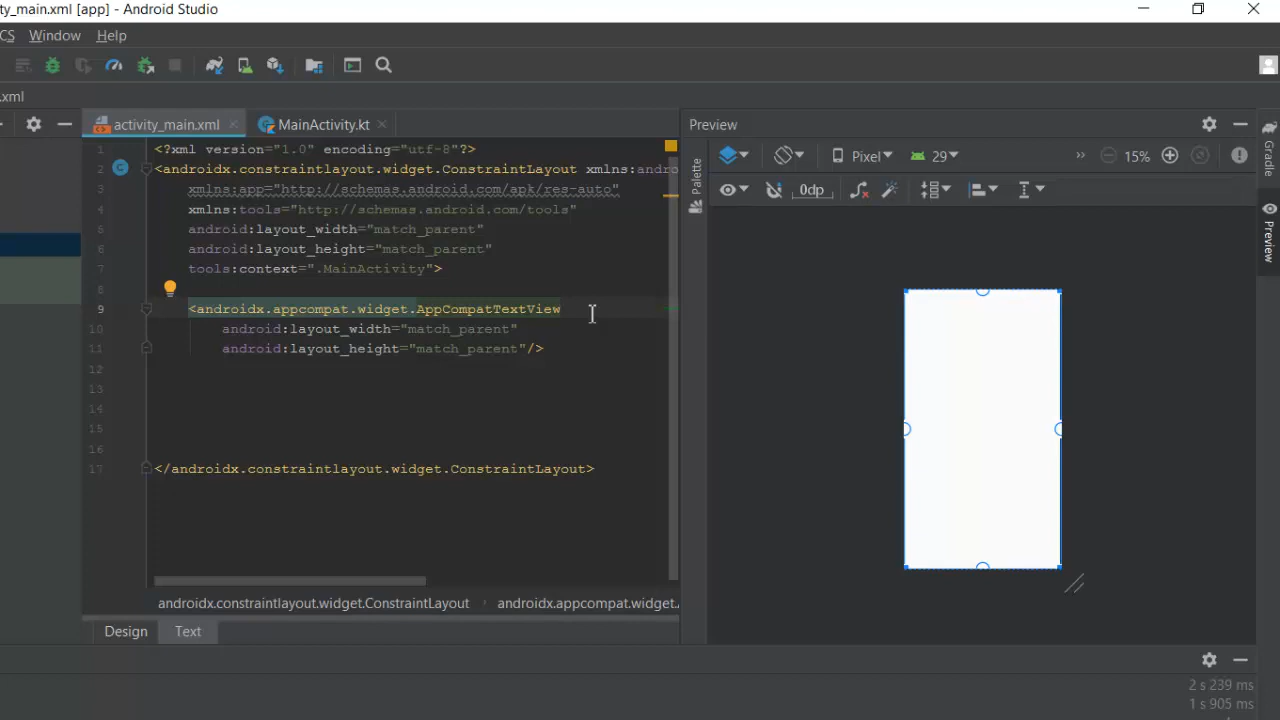 ty_main.xml [app] - Android Studio
CS Window Help
.xml
activity_main.xml MainActivity.kt
Preview
1 <?xml version="1.0" encoding="utf-8"?>
2 <androidx.constraintlayout.widget.ConstraintLayout xmlns:andro
3 xmlns:app="http://schemas.android.com/apk/res-auto"
4 xmlns:tools="http://schemas.android.com/tools"
5 android:layout_width="match_parent"
6 android:layout_height="match_parent"
7 tools:context=".MainActivity">
8
9 <androidx.appcompat.widget.AppCompatTextView
10 android:layout_width="match_parent"
11 android:layout_height="match_parent"/>
12
13
14
15
16
17 </androidx.constraintlayout.widget.ConstraintLayout>
androidx.constraintlayout.widget.ConstraintLayout › androidx.appcompat.widget.
Design Text
Palette
Pixel 29 » 15%
0dp
Gradle
Preview
2 s 239 ms
1 s 905 ms